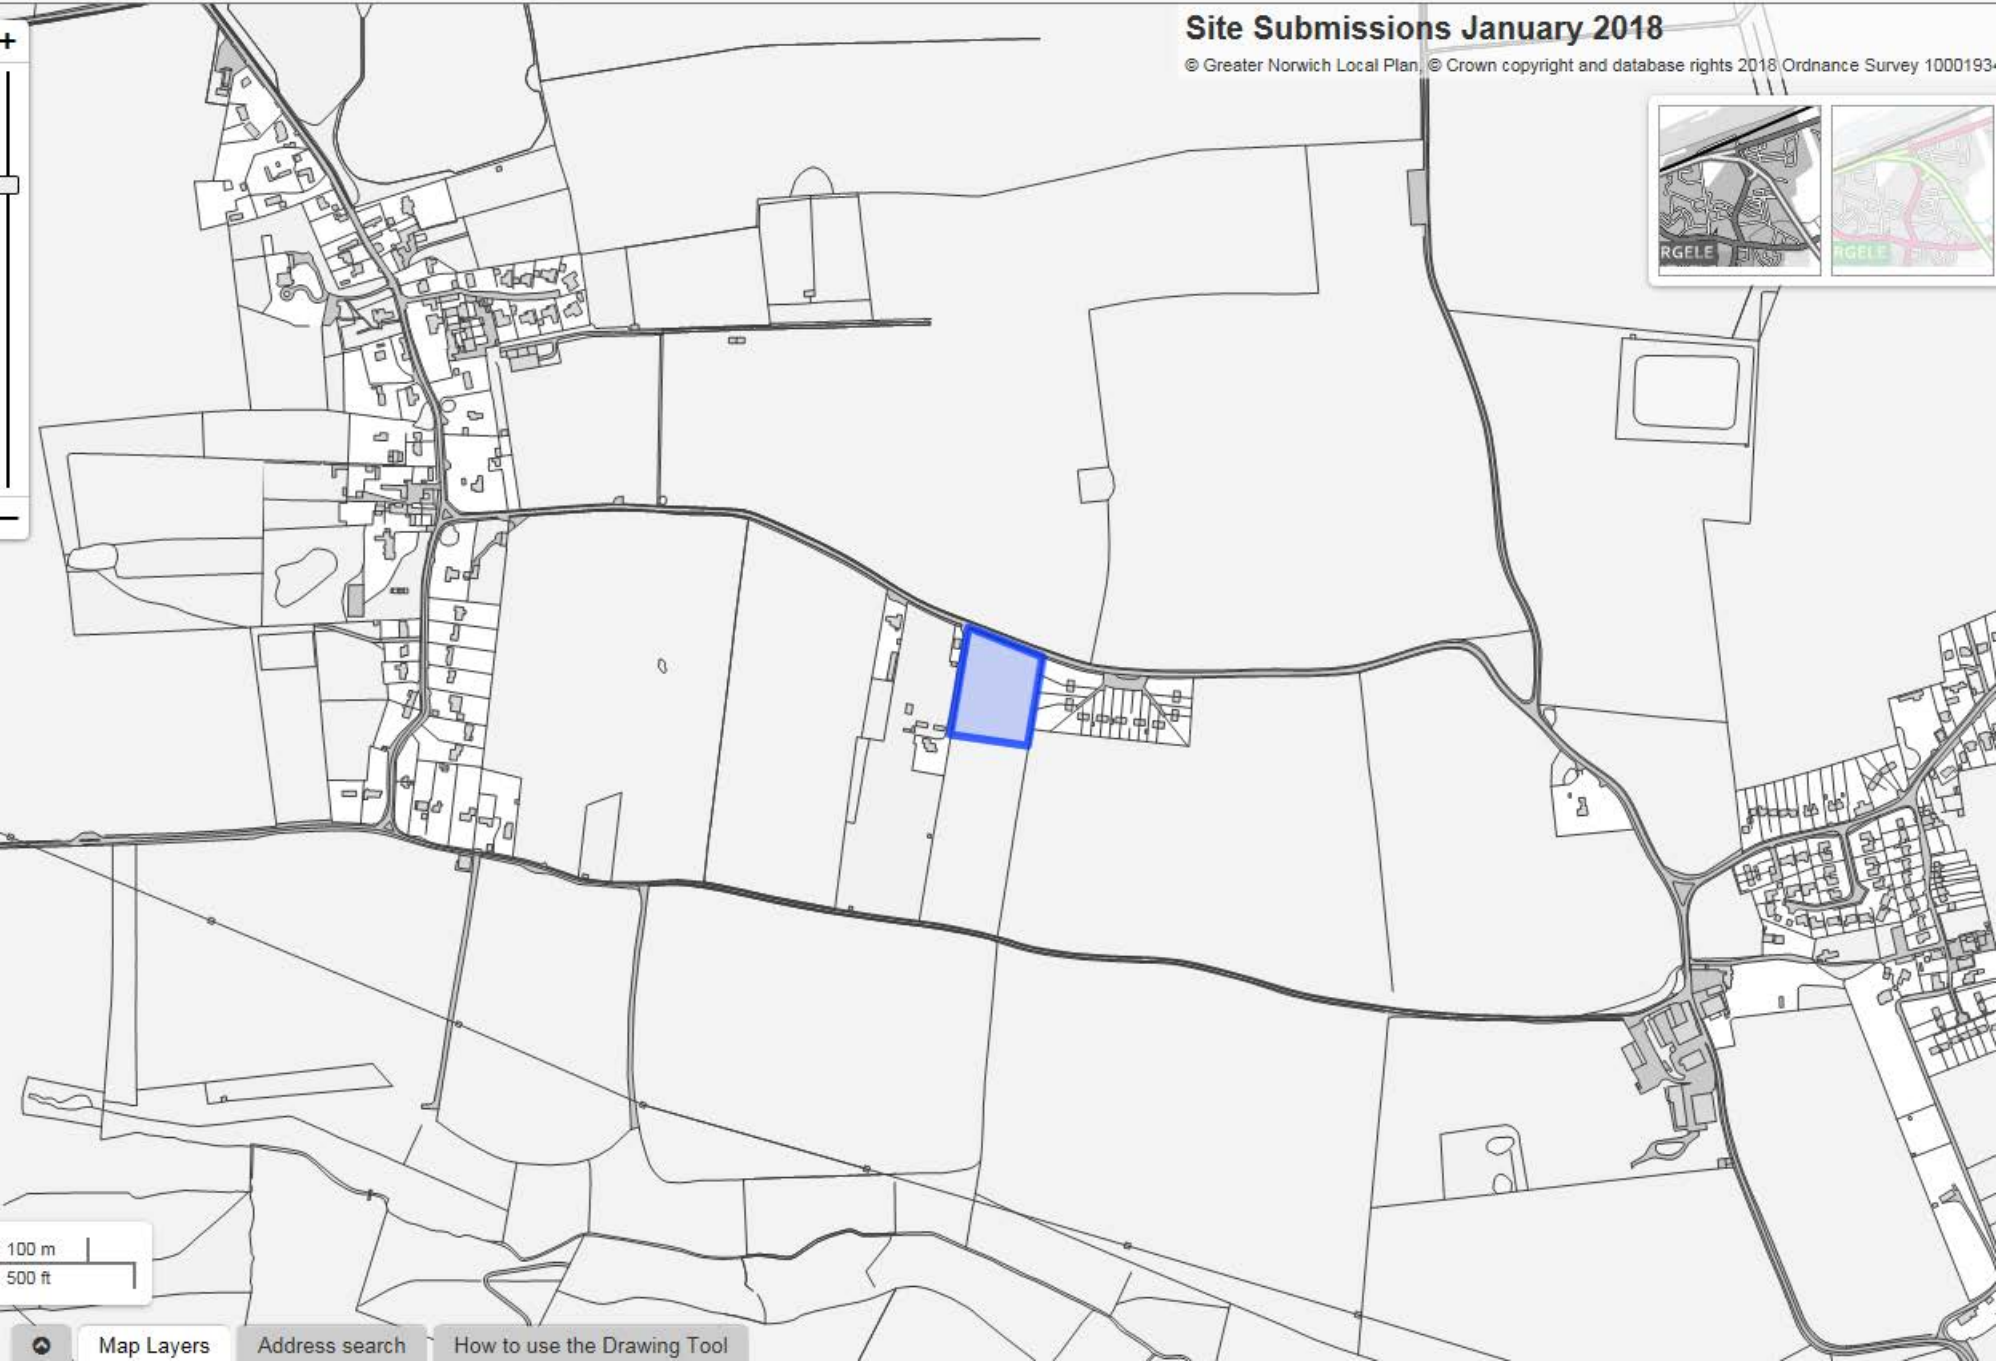 +
Site Submissions January 2018
© Greater Norwich Local Plan, © Crown copyright and database rights 2018 Ordnance Survey 1000193
RGELE
RGELE
100 m
500 ft
Map Layers
Address search
How to use the Drawing Tool